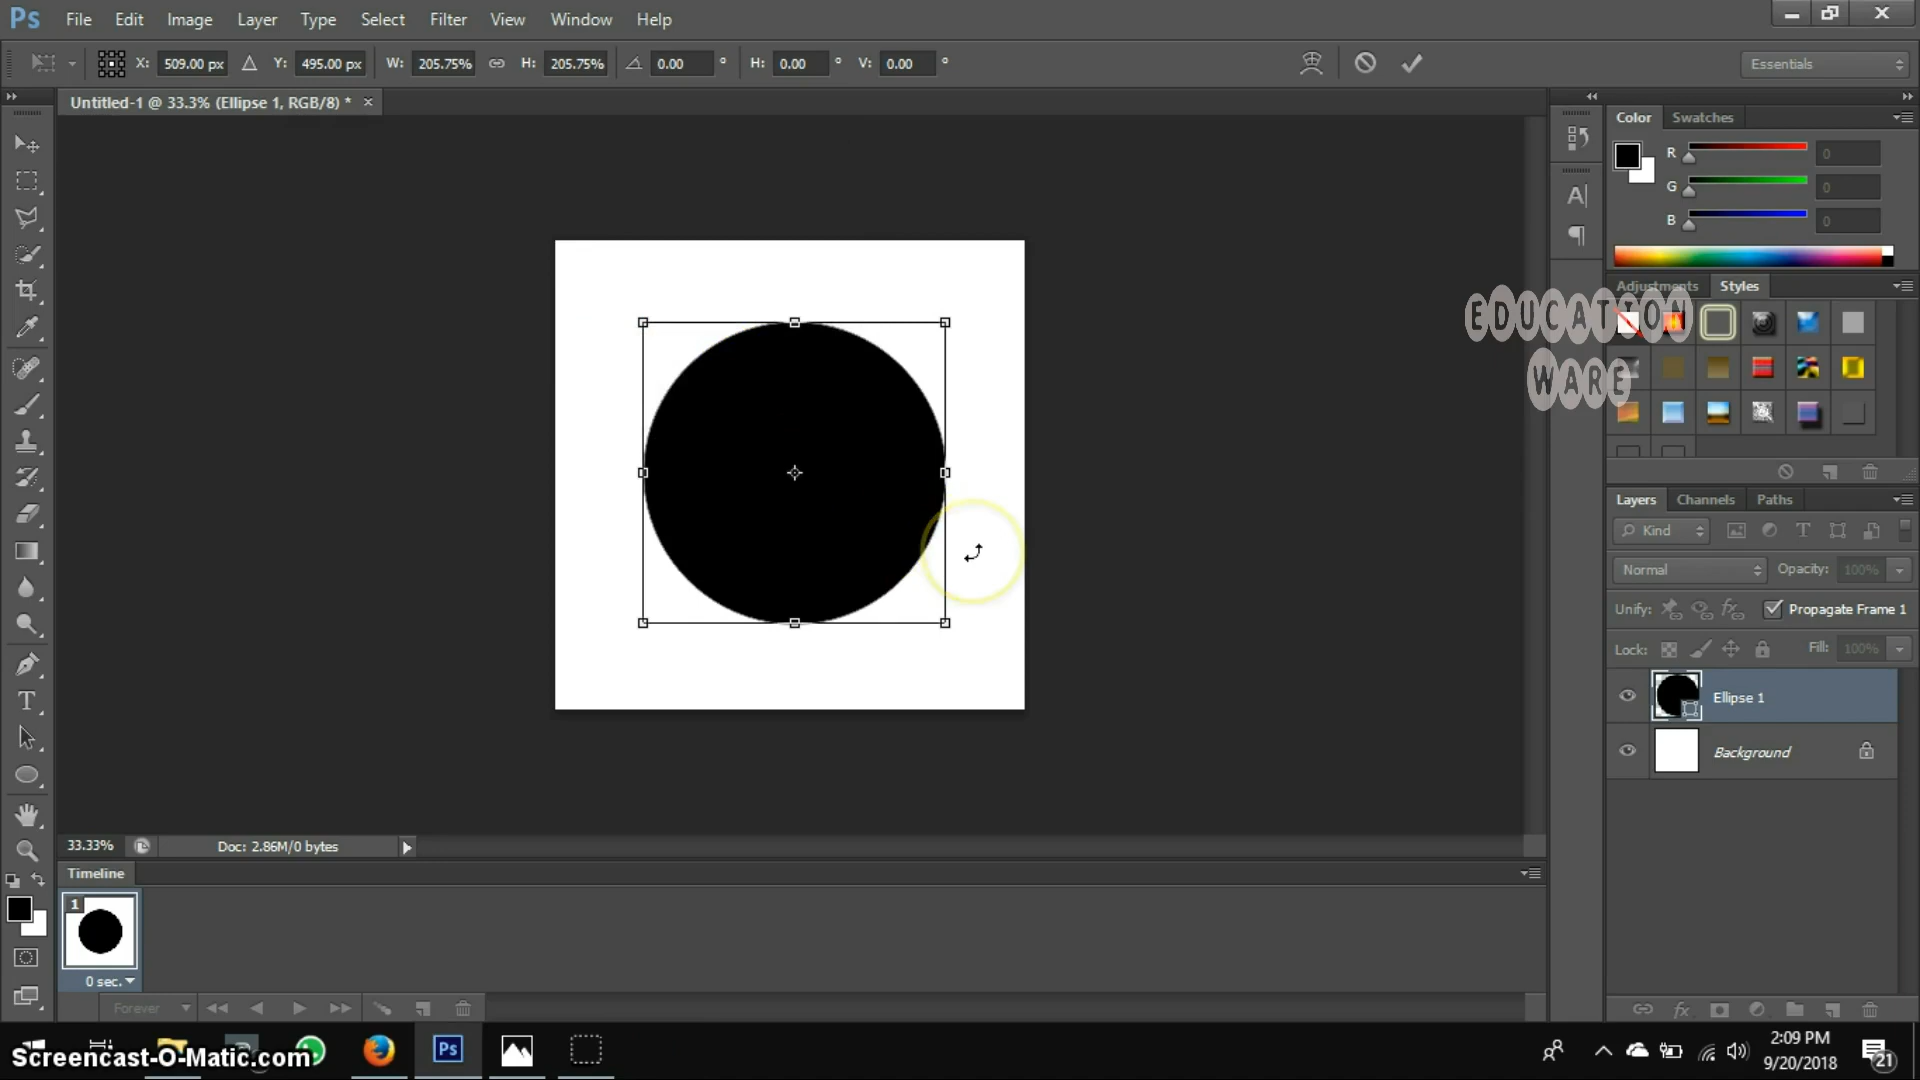 Ps File Edit Image Layer Type Select Filter View Window Help
X: 509.00 px Y: 495.00 px W: 205.75% H: 205.75% 0.00 ° H: 0.00 ° V: 0.00 ° Essentials
Untitled-1 @ 33.3% (Ellipse 1, RGB/8) * ×
Color Swatches
R 0
G 0
B 0
Adjustments Styles
EDUCATION
WARE
Layers Channels Paths
Kind
Normal Opacity: 100%
Unify: Propagate Frame 1
Lock: Fill: 100%
Ellipse 1
Background
33.33% Doc: 2.86M/0 bytes
Timeline
1
0 sec.
Forever
Screencast-O-Matic.com
Ps
2:09 PM
9/20/2018
21